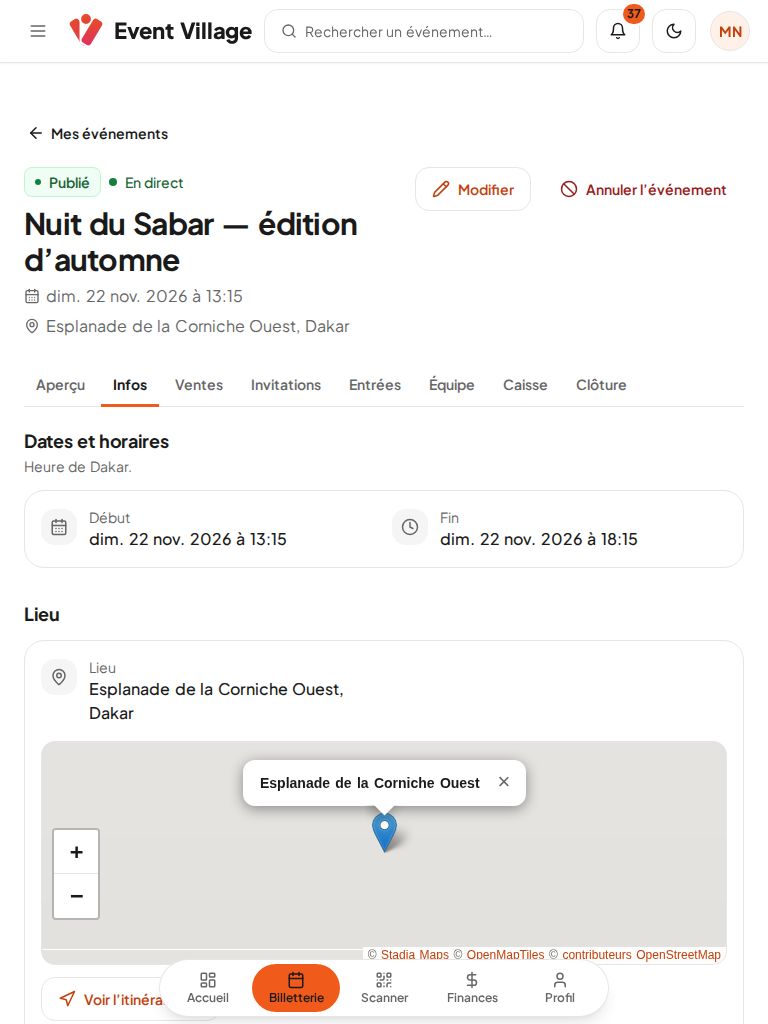 Event Village
Rechercher un événement…
37
MN
Mes événements
Publié
En direct
Modifier
Annuler l’événement
Nuit du Sabar — édition
d’automne
dim. 22 nov. 2026 à 13:15
Esplanade de la Corniche Ouest, Dakar
Aperçu
Infos
Ventes
Invitations
Entrées
Équipe
Caisse
Clôture
Dates et horaires
Heure de Dakar.
Début
dim. 22 nov. 2026 à 13:15
Fin
dim. 22 nov. 2026 à 18:15
Lieu
Lieu
Esplanade de la Corniche Ouest,
Dakar
Esplanade de la Corniche Ouest
+
−
© Stadia Maps © OpenMapTiles © contributeurs OpenStreetMap
Voir l’itinéra
Accueil
Billetterie
Scanner
Finances
Profil